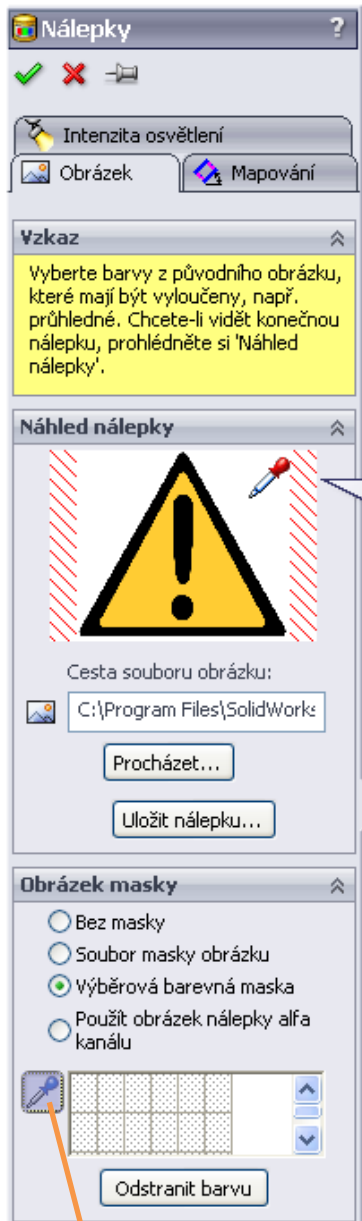 Nálepky ?
Intenzita osvětlení
Obrázek Mapování
Vzkaz
Vyberte barvy z původního obrázku,
které mají být vyloučeny, např.
průhledné. Chcete-li vidět konečnou
nálepku, prohlédněte si 'Náhled
nálepky'.
Náhled nálepky
Cesta souboru obrázku:
C:\Program Files\SolidWorks
Procházet...
Uložit nálepku...
Obrázek masky
Bez masky
Soubor masky obrázku
Výběrová barevná maska
Použít obrázek nálepky alfa
kanálu
Odstranit barvu